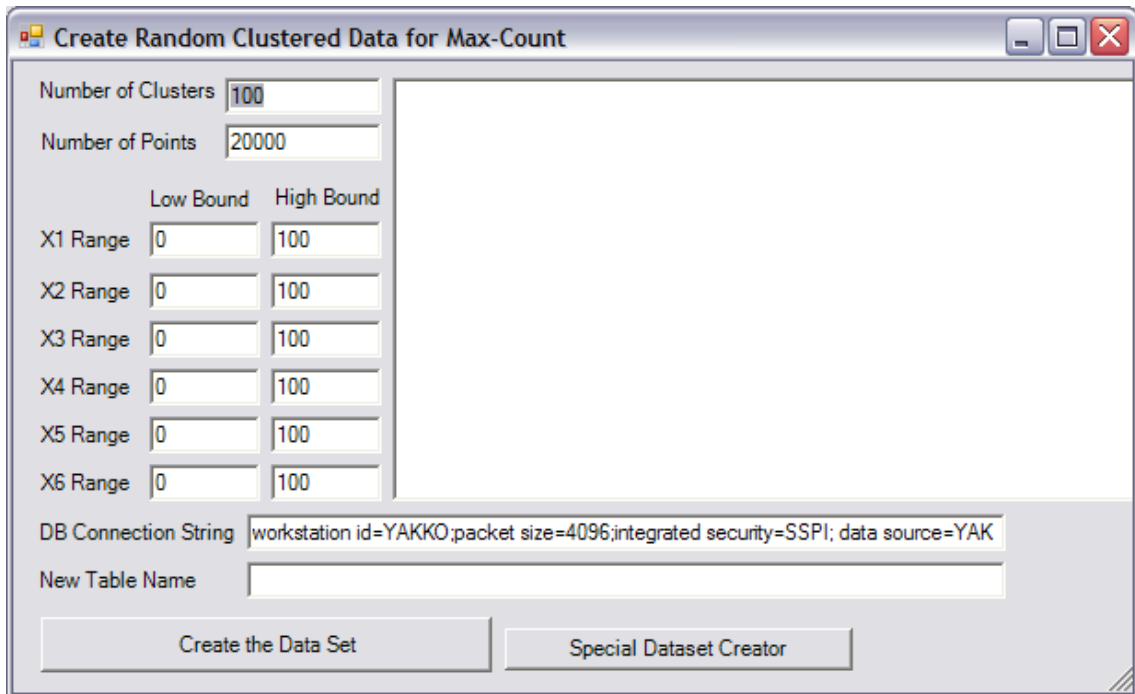 Create Random Clustered Data for Max-Count
Number of Clusters 100
Number of Points 20000
Low Bound High Bound
X1 Range 0 100
X2 Range 0 100
X3 Range 0 100
X4 Range 0 100
X5 Range 0 100
X6 Range 0 100
DB Connection String workstation id=YAKKO;packet size=4096;integrated security=SSPI; data source=YAK
New Table Name
Create the Data Set Special Dataset Creator